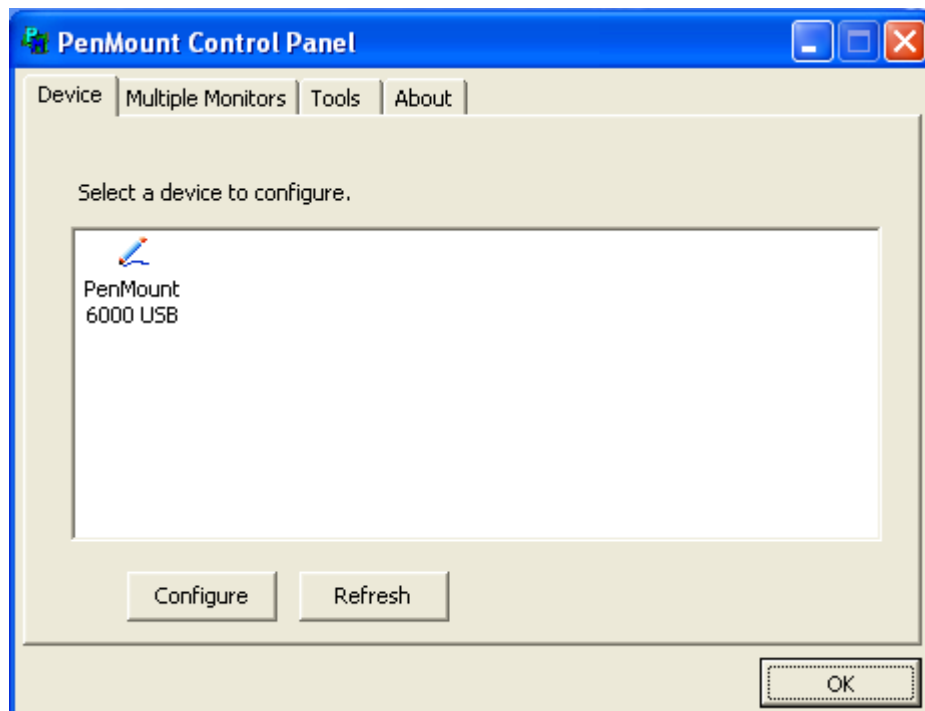 PenMount Control Panel
Device Multiple Monitors Tools About
Select a device to configure.
PenMount
6000 USB
Configure Refresh
OK